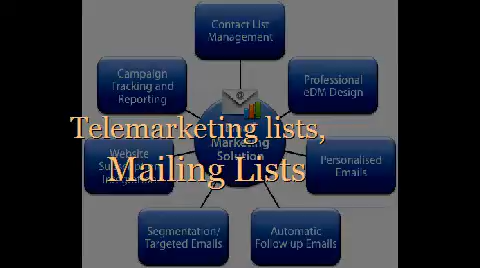 Contact List
Management
Campaign
Tracking and
Reporting
Professional
eDM Design
Telemarketing lists,
Marketing
Solution
Website
Mailing Lists
Personalised
Emails
Segmentation/
Targeted Emails
Automatic
Follow up Emails